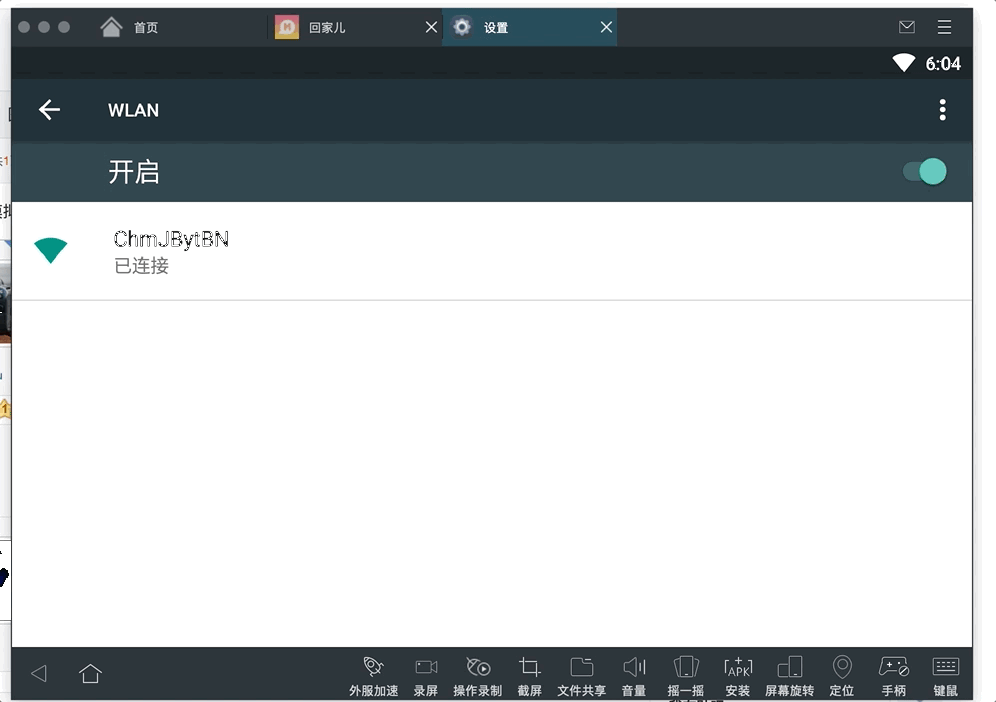 首页
回家儿
设置
6:04
WLAN
开启
ChmJBytBN
已连接
外服加速 录屏 操作录制 截屏 文件共享 音量 摇一摇 安装 屏幕旋转 定位 手柄 键鼠
APK